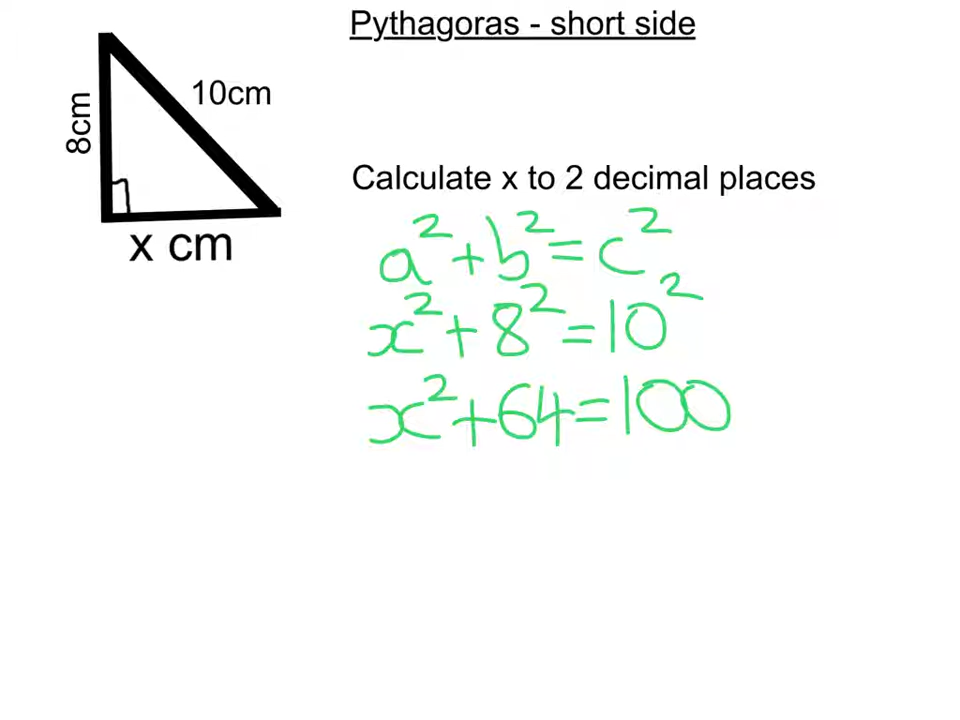 Pythagoras - short side
8cm
10cm
x cm
Calculate x to 2 decimal places
a² + b² = c²
x² + 8² = 10²
x² + 64 = 100